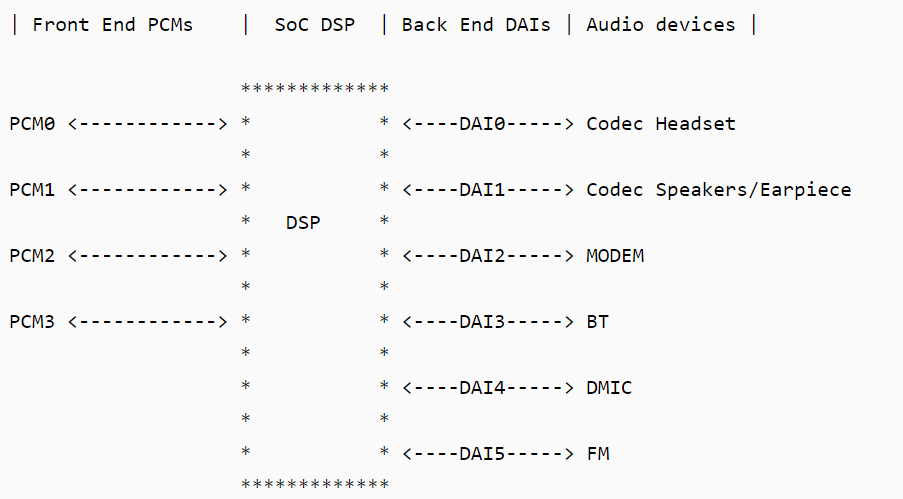 | Front End PCMs    |  SoC DSP  | Back End DAIs | Audio devices |

                    *************
PCM0 <------------> *           * <----DAI0-----> Codec Headset
                    *           *
PCM1 <------------> *           * <----DAI1-----> Codec Speakers/Earpiece
                    *   DSP     *
PCM2 <------------> *           * <----DAI2-----> MODEM
                    *           *
PCM3 <------------> *           * <----DAI3-----> BT
                    *           *
                    *           * <----DAI4-----> DMIC
                    *           *
                    *           * <----DAI5-----> FM
                    *************